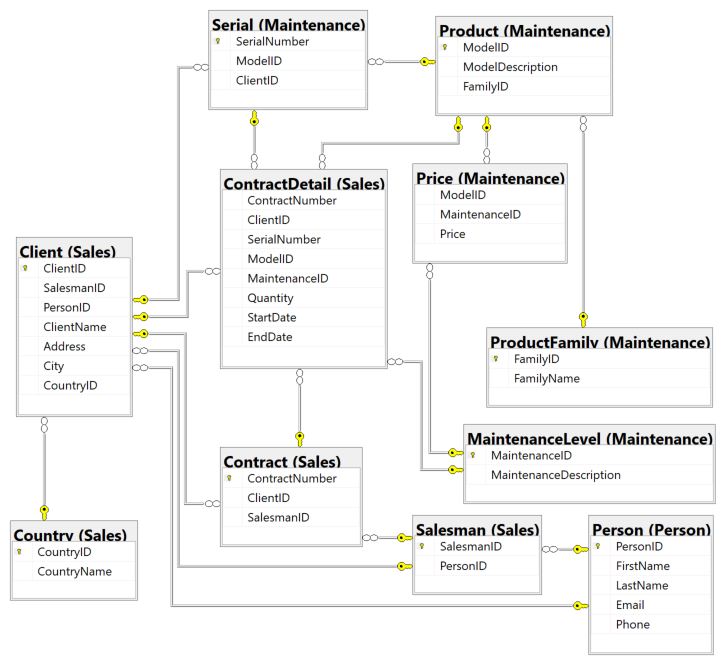 Serial (Maintenance)
SerialNumber
ModelID
ClientID
Product (Maintenance)
ModelID
ModelDescription
FamilyID
ContractDetail (Sales)
ContractNumber
ClientID
SerialNumber
ModelID
MaintenanceID
Quantity
StartDate
EndDate
Price (Maintenance)
ModelID
MaintenanceID
Price
Client (Sales)
ClientID
SalesmanID
PersonID
ClientName
Address
City
CountryID
ProductFamily (Maintenance)
FamilyID
FamilyName
MaintenanceLevel (Maintenance)
MaintenanceID
MaintenanceDescription
Contract (Sales)
ContractNumber
ClientID
SalesmanID
Country (Sales)
CountryID
CountryName
Salesman (Sales)
SalesmanID
PersonID
Person (Person)
PersonID
FirstName
LastName
Email
Phone